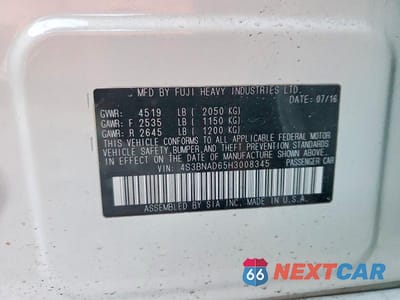 MFD BY FUJI HEAVY INDUSTRIES LTD.
DATE: 07/16
GVWR: 4519 LB ( 2050 KG)
GAWR: F 2535 LB ( 1150 KG)
GAWR: R 2645 LB ( 1200 KG)
THIS VEHICLE CONFORMS TO ALL APPLICABLE FEDERAL MOTOR
VEHICLE SAFETY, BUMPER, AND THEFT PREVENTION STANDARDS
IN EFFECT ON THE DATE OF MANUFACTURE SHOWN ABOVE.
VIN: 4S3BNAD65H3008345 PASSENGER CAR
ASSEMBLED BY SIA INC. MADE IN U.S.A.
66 NEXTCAR